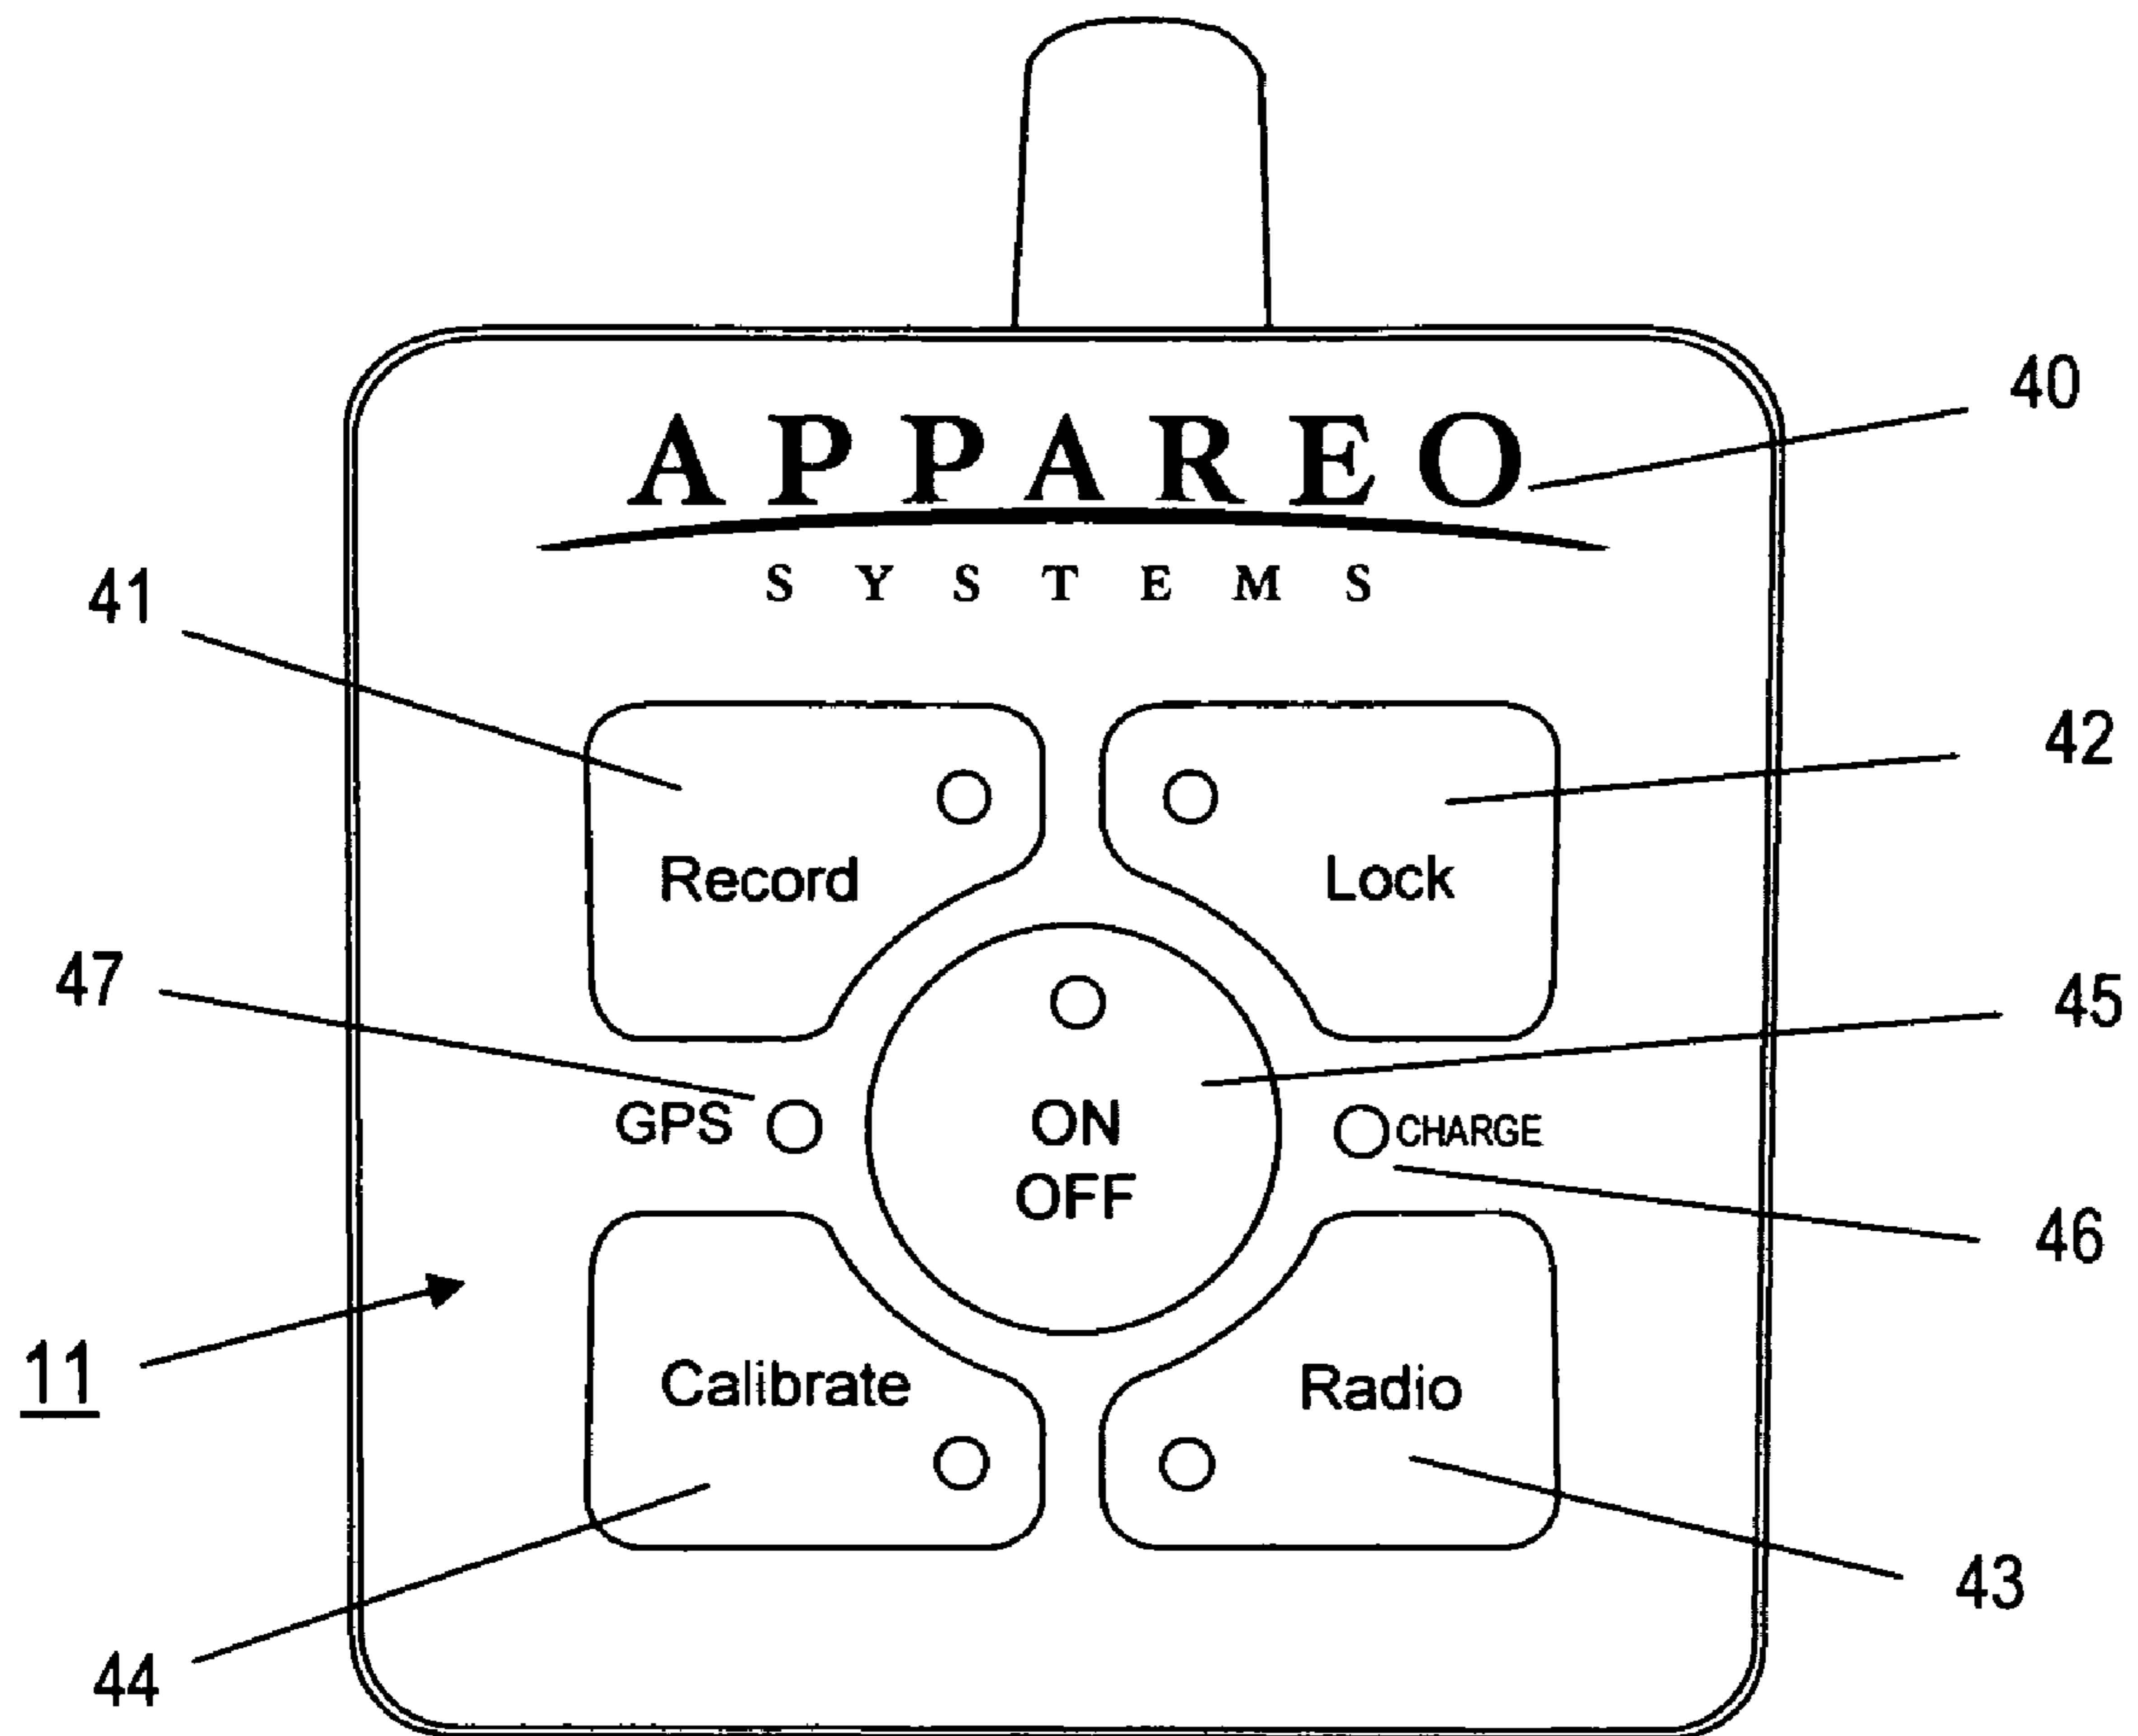 40
APPAREO
SYSTEMS
41
42
Record
Lock
47
45
GPS
ON
OFF
CHARGE
46
11
Calibrate
Radio
43
44